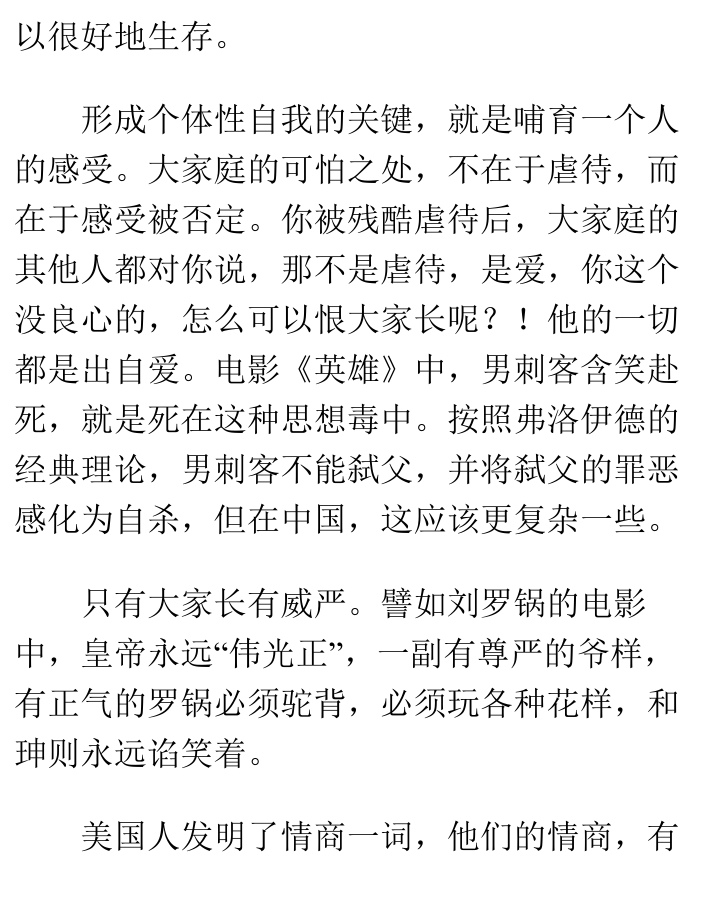 以很好地生存。
形成个体性自我的关键，就是哺育一个人
的感受。大家庭的可怕之处，不在于虐待，而
在于感受被否定。你被残酷虐待后，大家庭的
其他人都对你说，那不是虐待，是爱，你这个
没良心的，怎么可以恨大家长呢？！他的一切
都是出自爱。电影《英雄》中，男刺客含笑赴
死，就是死在这种思想毒中。按照弗洛伊德的
经典理论，男刺客不能弑父，并将弑父的罪恶
感化为自杀，但在中国，这应该更复杂一些。
只有大家长有威严。譬如刘罗锅的电影
中，皇帝永远“伟光正”，一副有尊严的爷样，
有正气的罗锅必须驼背，必须玩各种花样，和
珅则永远谄笑着。
美国人发明了情商一词，他们的情商，有